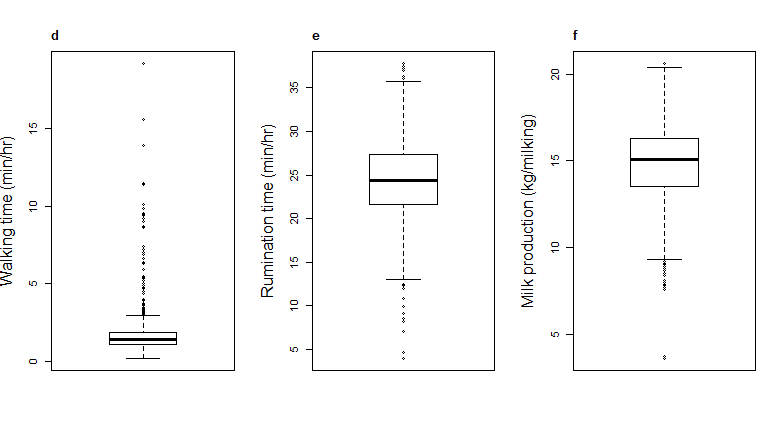 d
Walking time (min/hr)
0
5
10
15
e
Rumination time (min/hr)
5
10
15
20
25
30
35
f
Milk production (kg/milking)
5
10
15
20